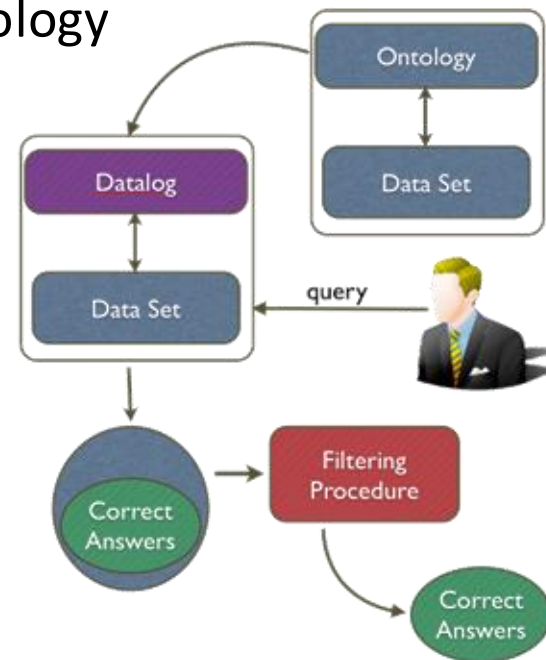 ology
Ontology
Data Set
Datalog
Data Set
query
Correct
Answers
Filtering
Procedure
Correct
Answers